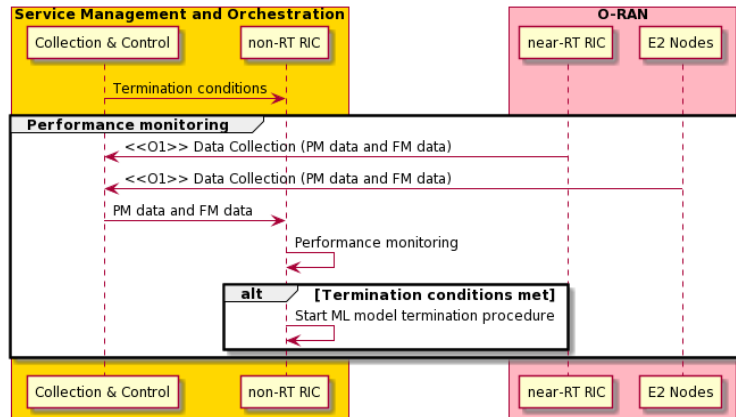 Service Management and Orchestration
O-RAN
Collection & Control
non-RT RIC
near-RT RIC
E2 Nodes
Termination conditions
Performance monitoring
<<O1>> Data Collection (PM data and FM data)
<<O1>> Data Collection (PM data and FM data)
PM data and FM data
Performance monitoring
alt
[Termination conditions met]
Start ML model termination procedure
Collection & Control
non-RT RIC
near-RT RIC
E2 Nodes